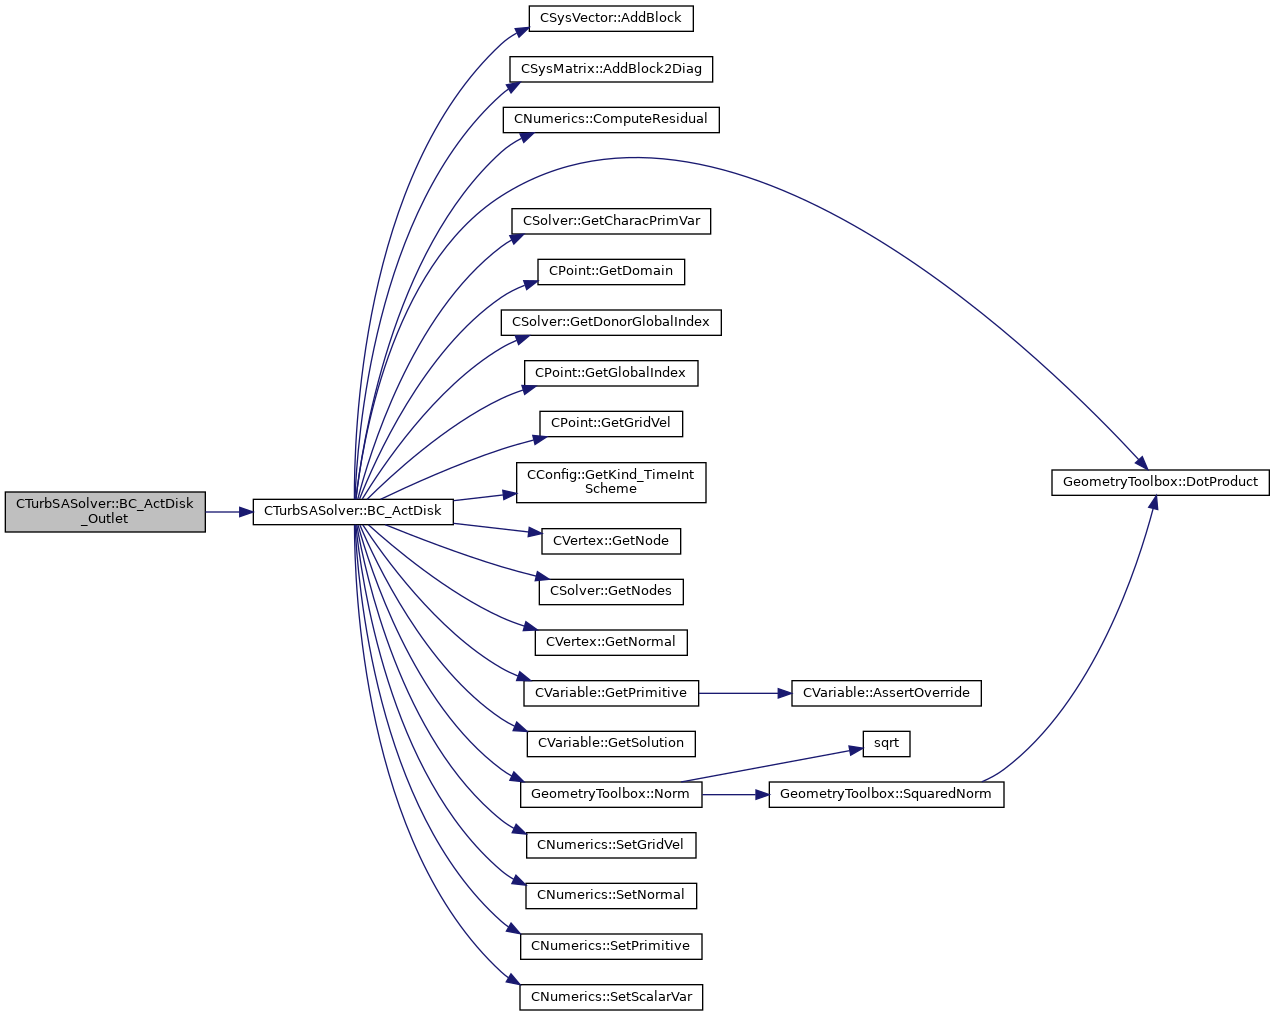 CTurbSASolver::BC_ActDisk
_Outlet
CTurbSASolver::BC_ActDisk
CSysVector::AddBlock
CSysMatrix::AddBlock2Diag
CNumerics::ComputeResidual
CSolver::GetCharacPrimVar
CPoint::GetDomain
CSolver::GetDonorGlobalIndex
CPoint::GetGlobalIndex
CPoint::GetGridVel
CConfig::GetKind_TimeInt
Scheme
CVertex::GetNode
CSolver::GetNodes
CVertex::GetNormal
CVariable::GetPrimitive
CVariable::GetSolution
GeometryToolbox::Norm
CNumerics::SetGridVel
CNumerics::SetNormal
CNumerics::SetPrimitive
CNumerics::SetScalarVar
CVariable::AssertOverride
sqrt
GeometryToolbox::SquaredNorm
GeometryToolbox::DotProduct